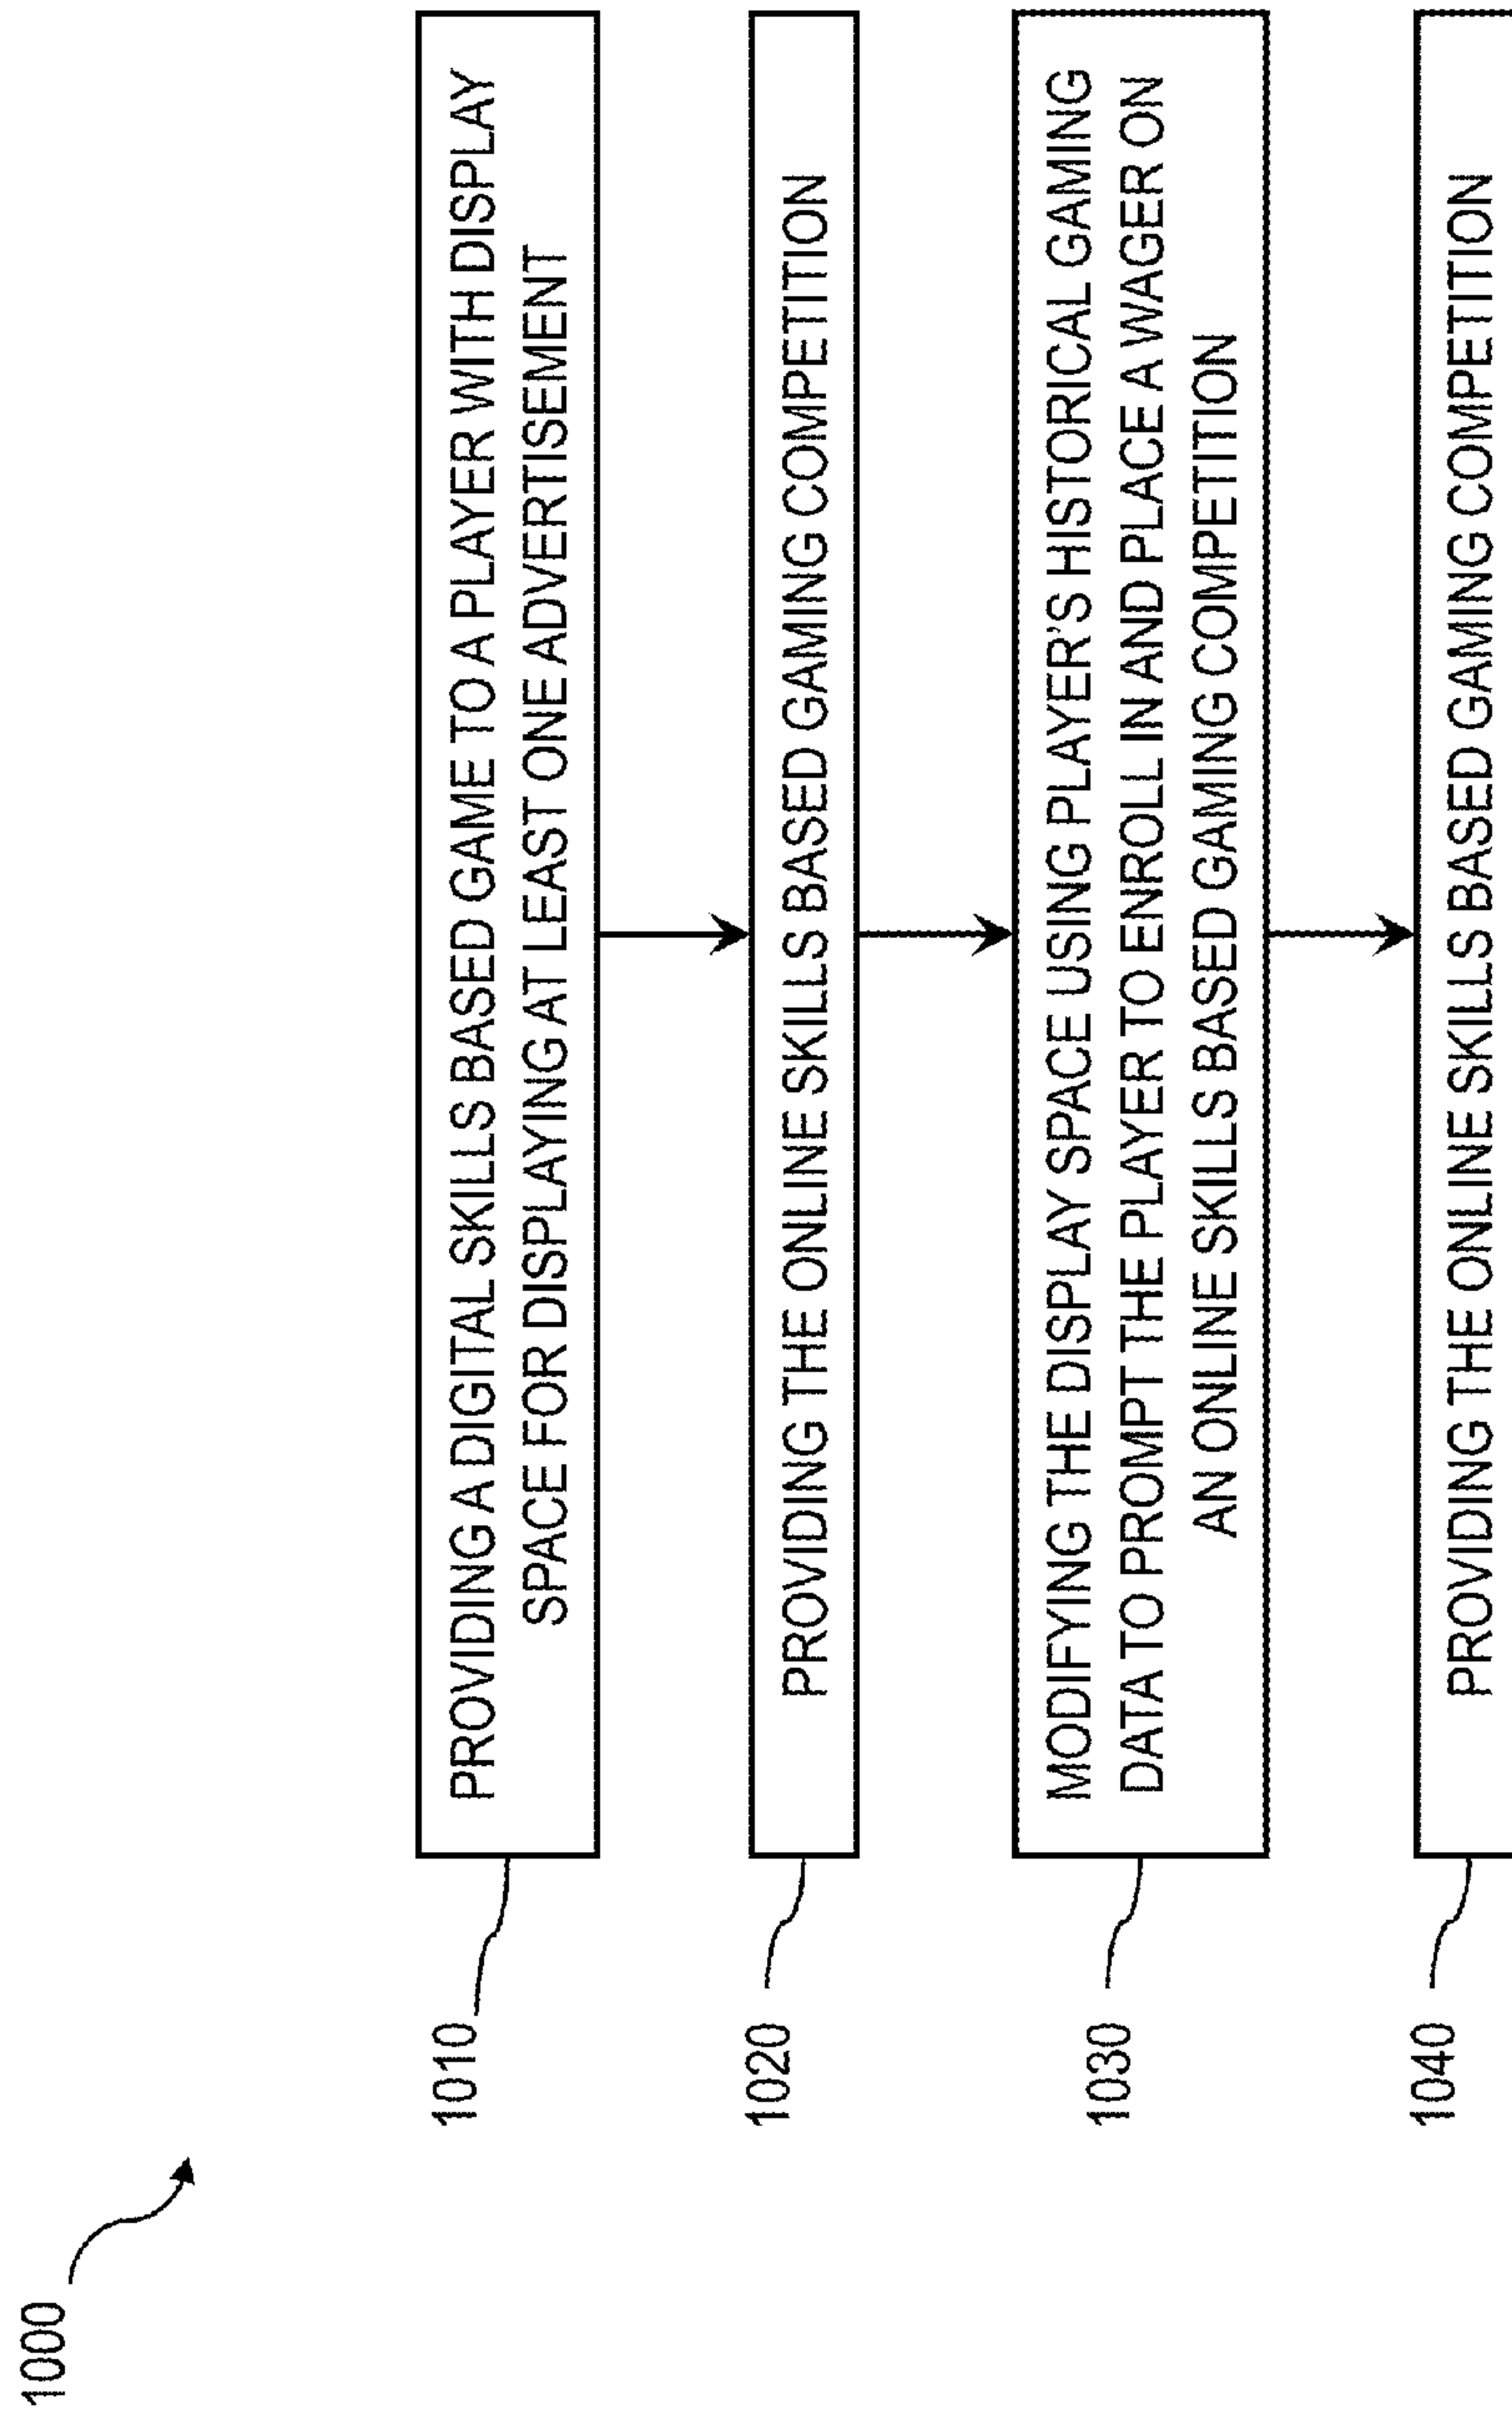 1000
1010
PROVIDING A DIGITAL SKILLS BASED GAME TO A PLAYER WITH DISPLAY
SPACE FOR DISPLAYING AT LEAST ONE ADVERTISEMENT
1020
PROVIDING THE ONLINE SKILLS BASED GAMING COMPETITION
1030
MODIFYING THE DISPLAY SPACE USING PLAYER'S HISTORICAL GAMING
DATA TO PROMPT THE PLAYER TO ENROLL IN AND PLACE A WAGER ON
AN ONLINE SKILLS BASED GAMING COMPETITION
1040
PROVIDING THE ONLINE SKILLS BASED GAMING COMPETITION